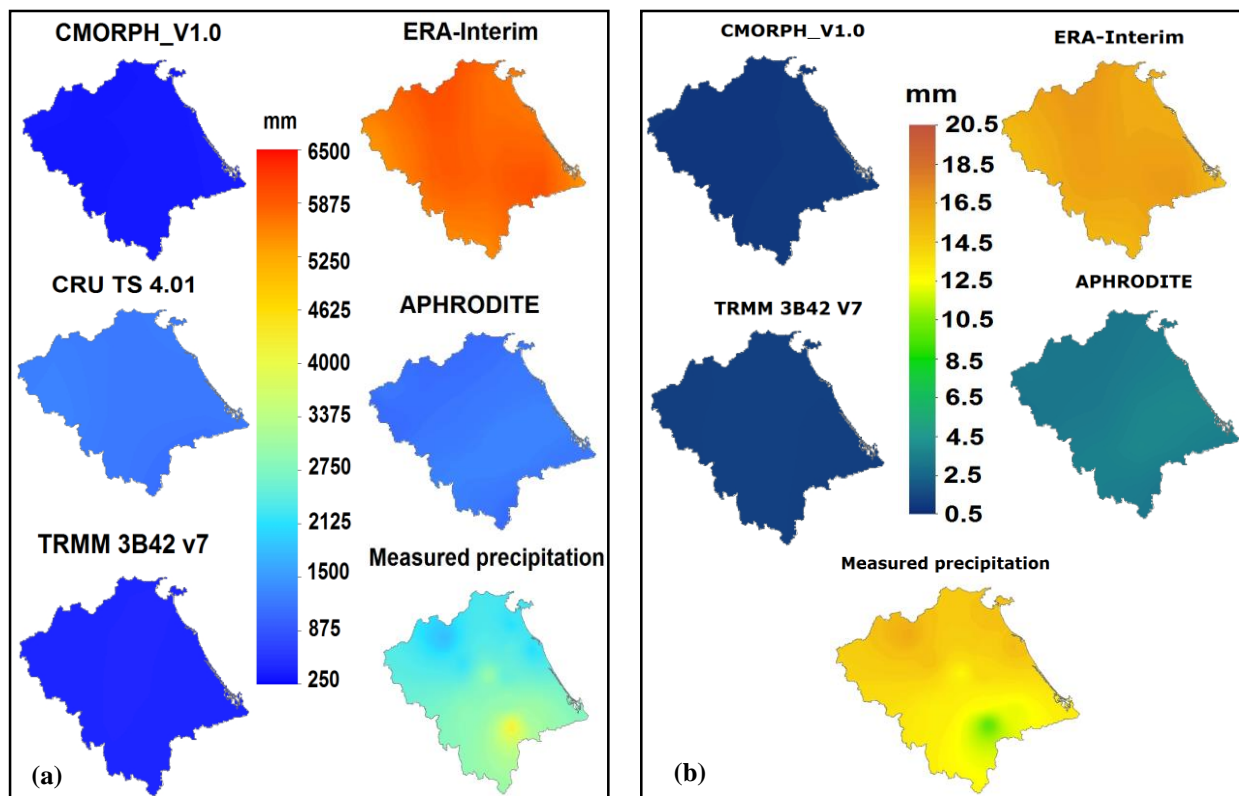 CMORPH_V1.0
ERA-Interim
mm
6500
5875
5250
4625
4000
3375
2750
2125
1500
875
250
CRU TS 4.01
APHRODITE
TRMM 3B42 v7
Measured precipitation
(a)
CMORPH_V1.0
ERA-Interim
mm
20.5
18.5
16.5
14.5
12.5
10.5
8.5
6.5
4.5
2.5
0.5
TRMM 3B42 V7
APHRODITE
Measured precipitation
(b)